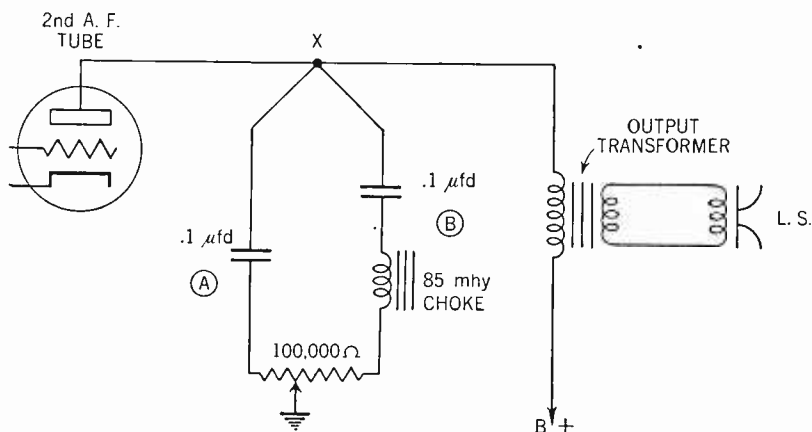 2nd A. F.
TUBE
X
OUTPUT
TRANSFORMER
.1 µfd
B
L. S.
.1 µfd
A
85 mhy
CHOKE
100,000Ω
B +